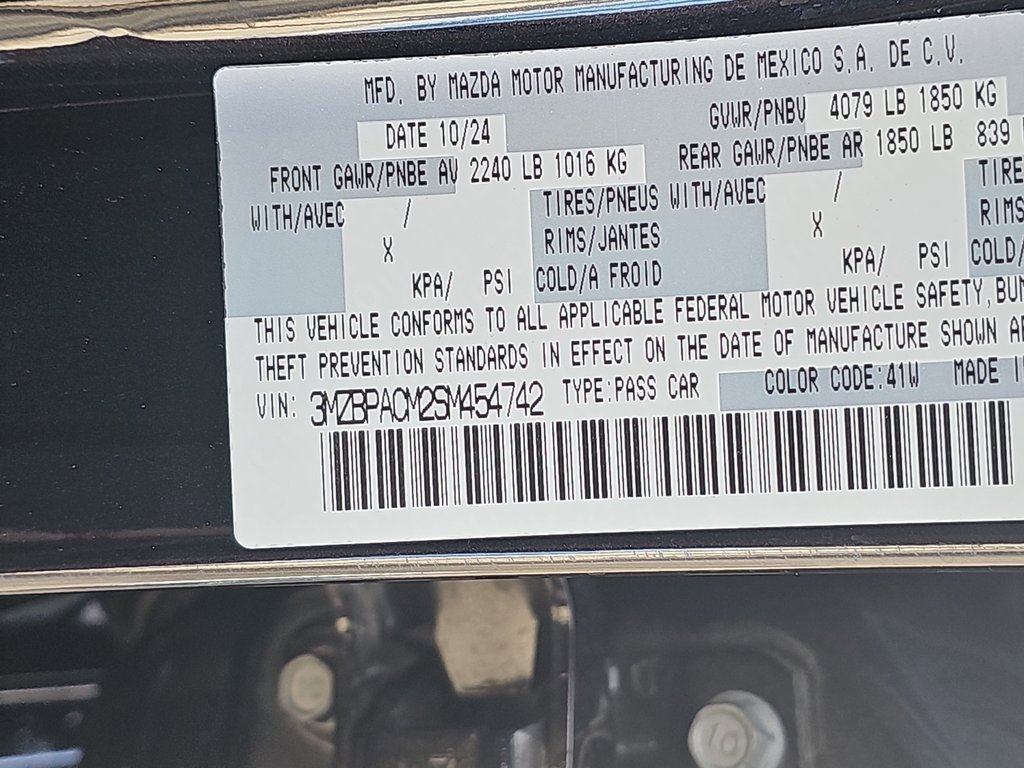 MFD. BY MAZDA MOTOR MANUFACTURING DE MEXICO S.A. DE C.V.
DATE 10/24 GVWR/PNBV 4079 LB 1850 KG
FRONT GAWR/PNBE AV 2240 LB 1016 KG REAR GAWR/PNBE AR 1850 LB 839
WITH/AVEC / TIRES/PNEUS WITH/AVEC / TIRE
X RIMS/JANTES X RIMS
KPA/ PSI COLD/A FROID KPA/ PSI COLD/
THIS VEHICLE CONFORMS TO ALL APPLICABLE FEDERAL MOTOR VEHICLE SAFETY, BUM
THEFT PREVENTION STANDARDS IN EFFECT ON THE DATE OF MANUFACTURE SHOWN A
VIN: 3MZBPACM2SM454742 TYPE:PASS CAR COLOR CODE:41W MADE I
10